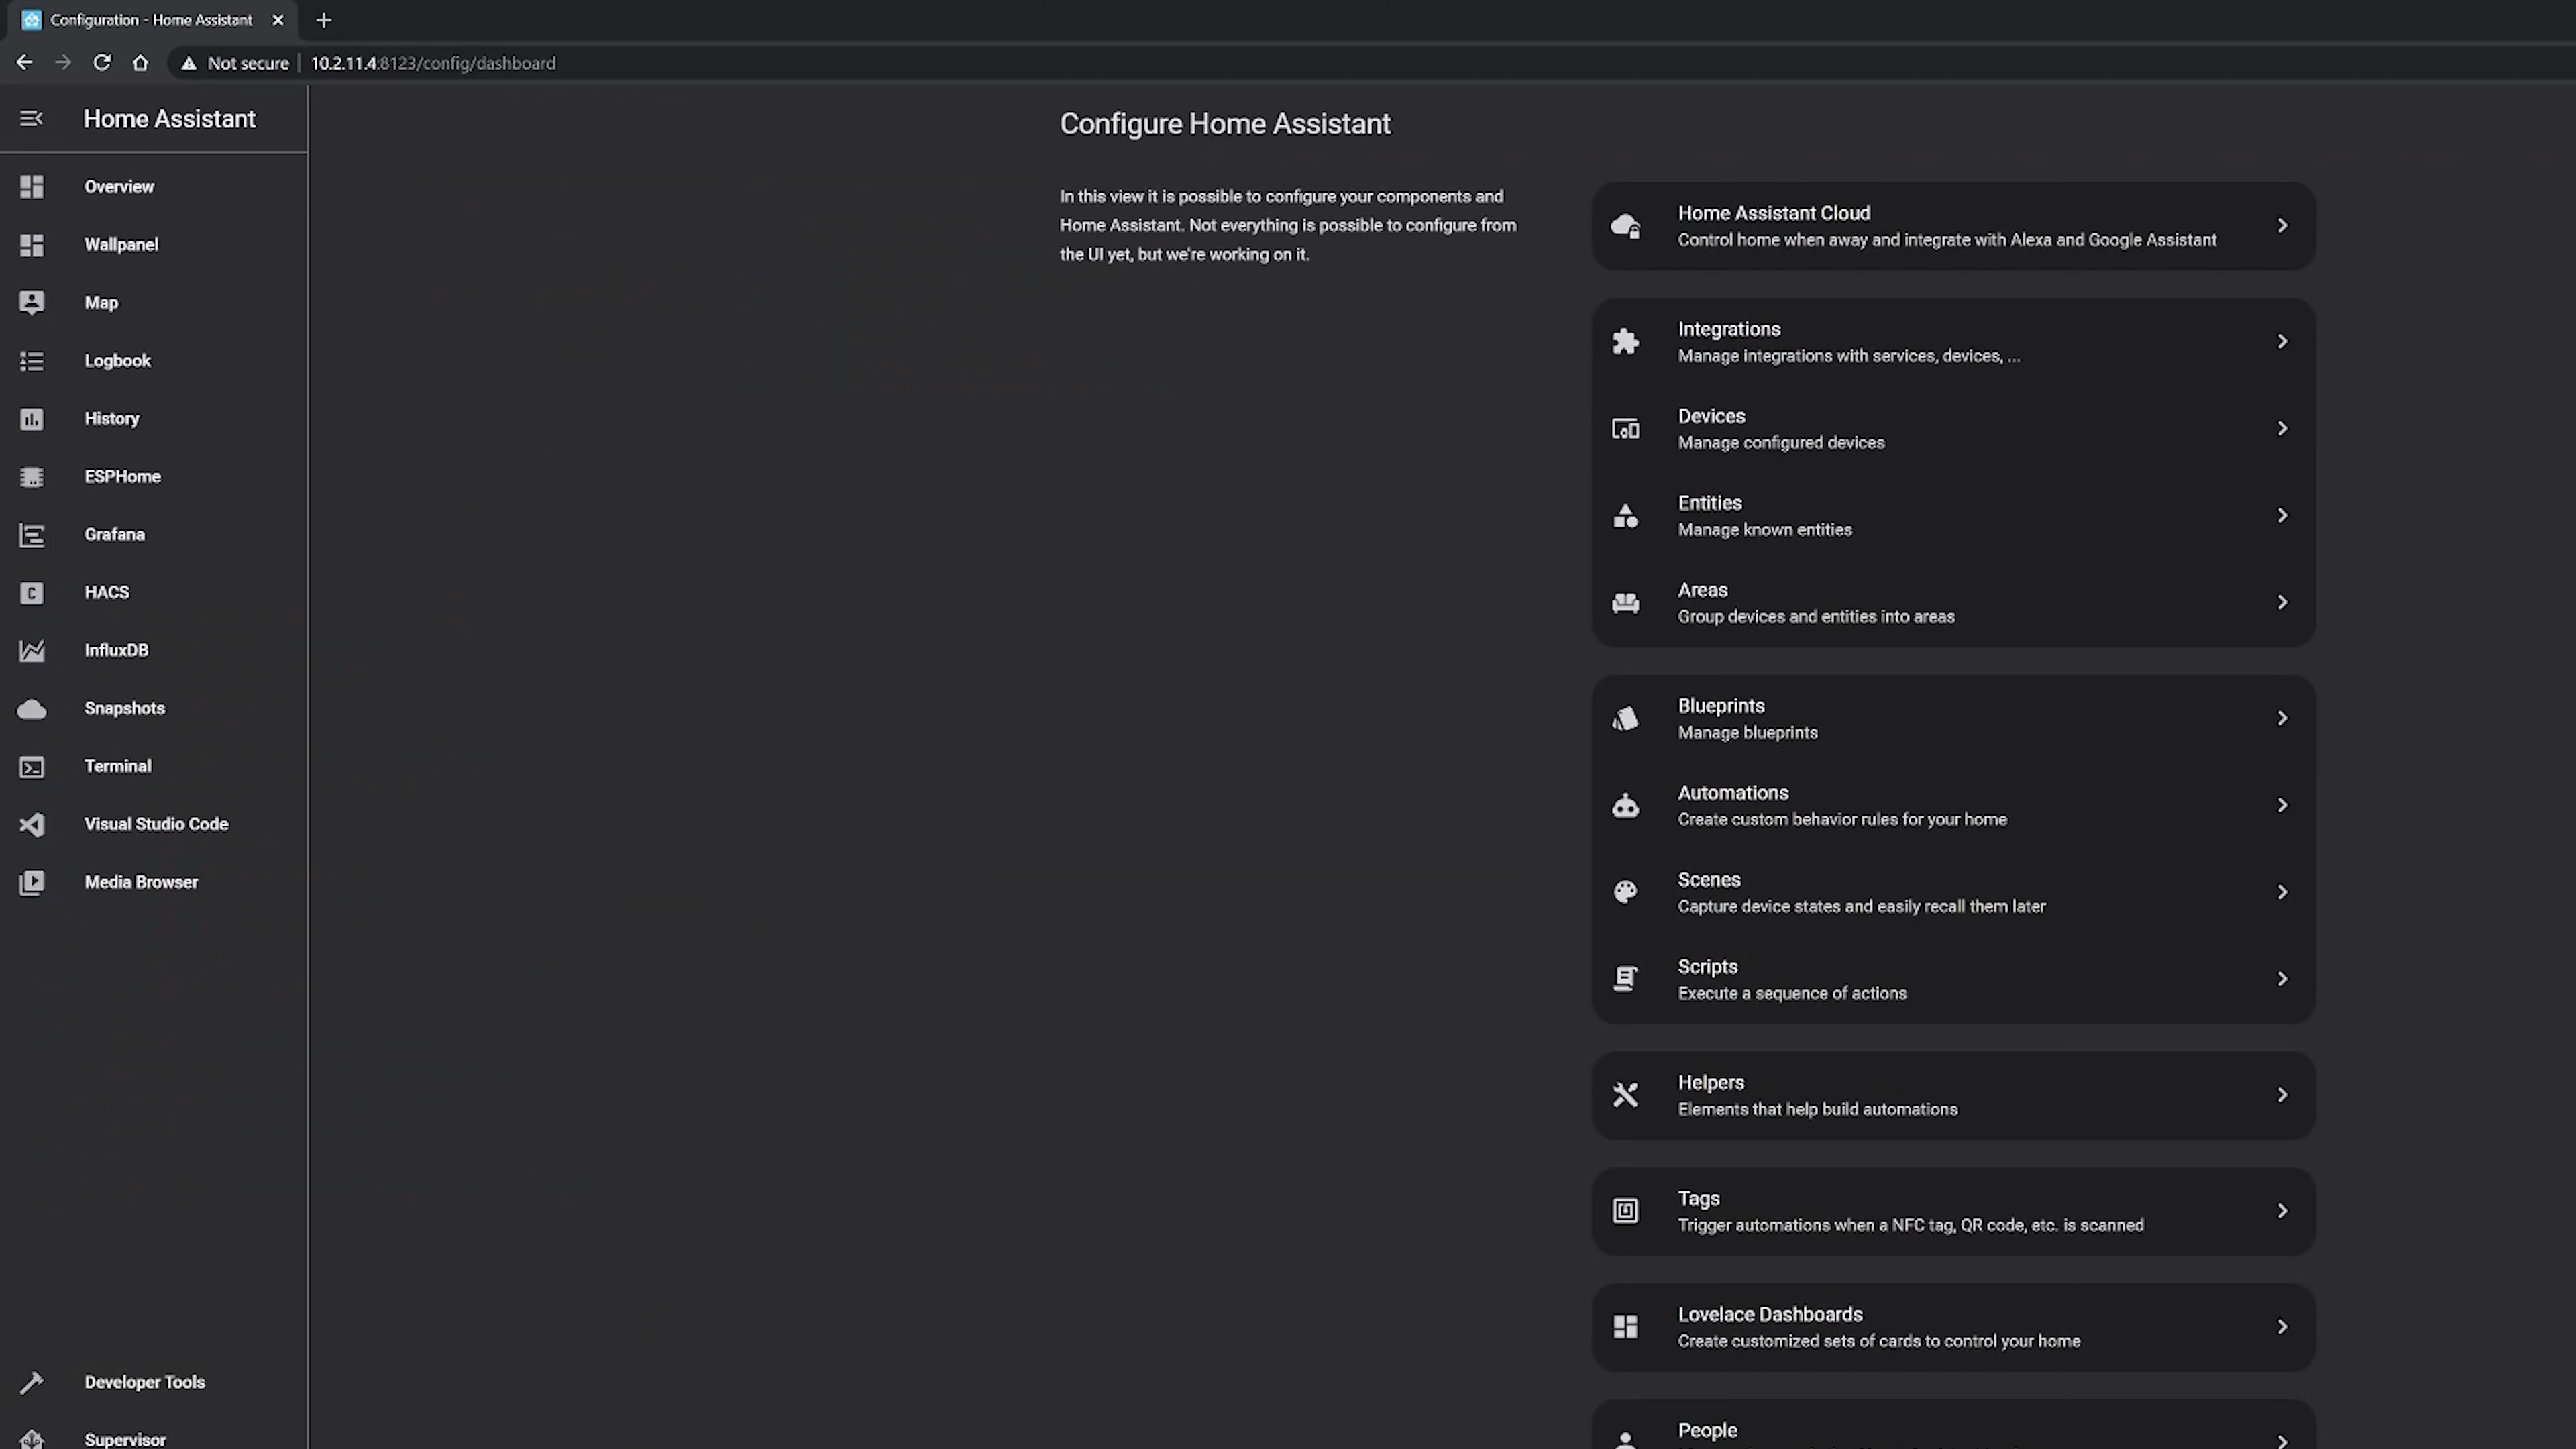 Configuration - Home Assistant
Not secure
10.2.11.4:8123/config/dashboard
Home Assistant
Overview
Wallpanel
Map
Logbook
History
ESPHome
Grafana
HACS
InfluxDB
Snapshots
Terminal
Visual Studio Code
Media Browser
Developer Tools
Supervisor
Configure Home Assistant
In this view it is possible to configure your components and
Home Assistant. Not everything is possible to configure from
the UI yet, but we're working on it.
Home Assistant Cloud
Control home when away and integrate with Alexa and Google Assistant
Integrations
Manage integrations with services, devices, ...
Devices
Manage configured devices
Entities
Manage known entities
Areas
Group devices and entities into areas
Blueprints
Manage blueprints
Automations
Create custom behavior rules for your home
Scenes
Capture device states and easily recall them later
Scripts
Execute a sequence of actions
Helpers
Elements that help build automations
Tags
Trigger automations when a NFC tag, QR code, etc. is scanned
Lovelace Dashboards
Create customized sets of cards to control your home
People